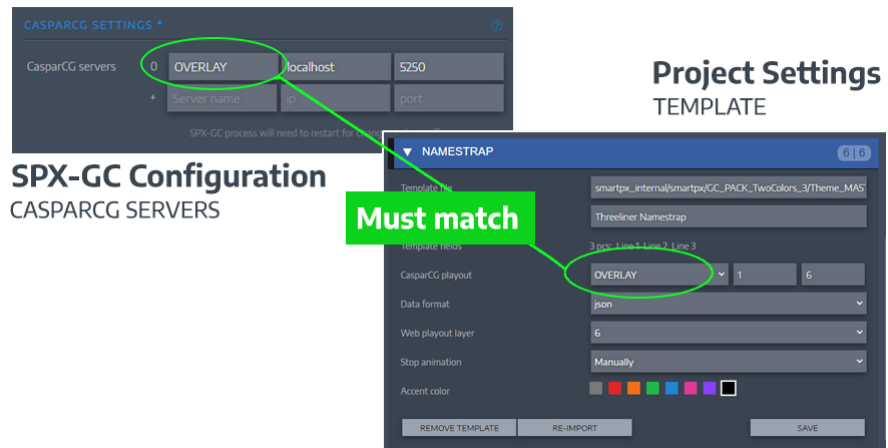 CASPARCG SETTINGS *
CasparCG servers 0 OVERLAY localhost 5250
+ Server name ip port
SPX-GC process will need to restart for
SPX-GC Configuration
CASPARCG SERVERS
Project Settings
TEMPLATE
NAMESTRAP 6 | 6
Template file smartpx_internal/smartpx/GC_PACK_TwoColors_3/Theme_MAS
Threeliner Namestrap
Must match
Template fields 3 pcs: Line 1 Line 2 Line 3
CasparCG playout OVERLAY 1 6
Data format json
Web playout layer 6
Stop animation Manually
Accent color
REMOVE TEMPLATE RE-IMPORT SAVE